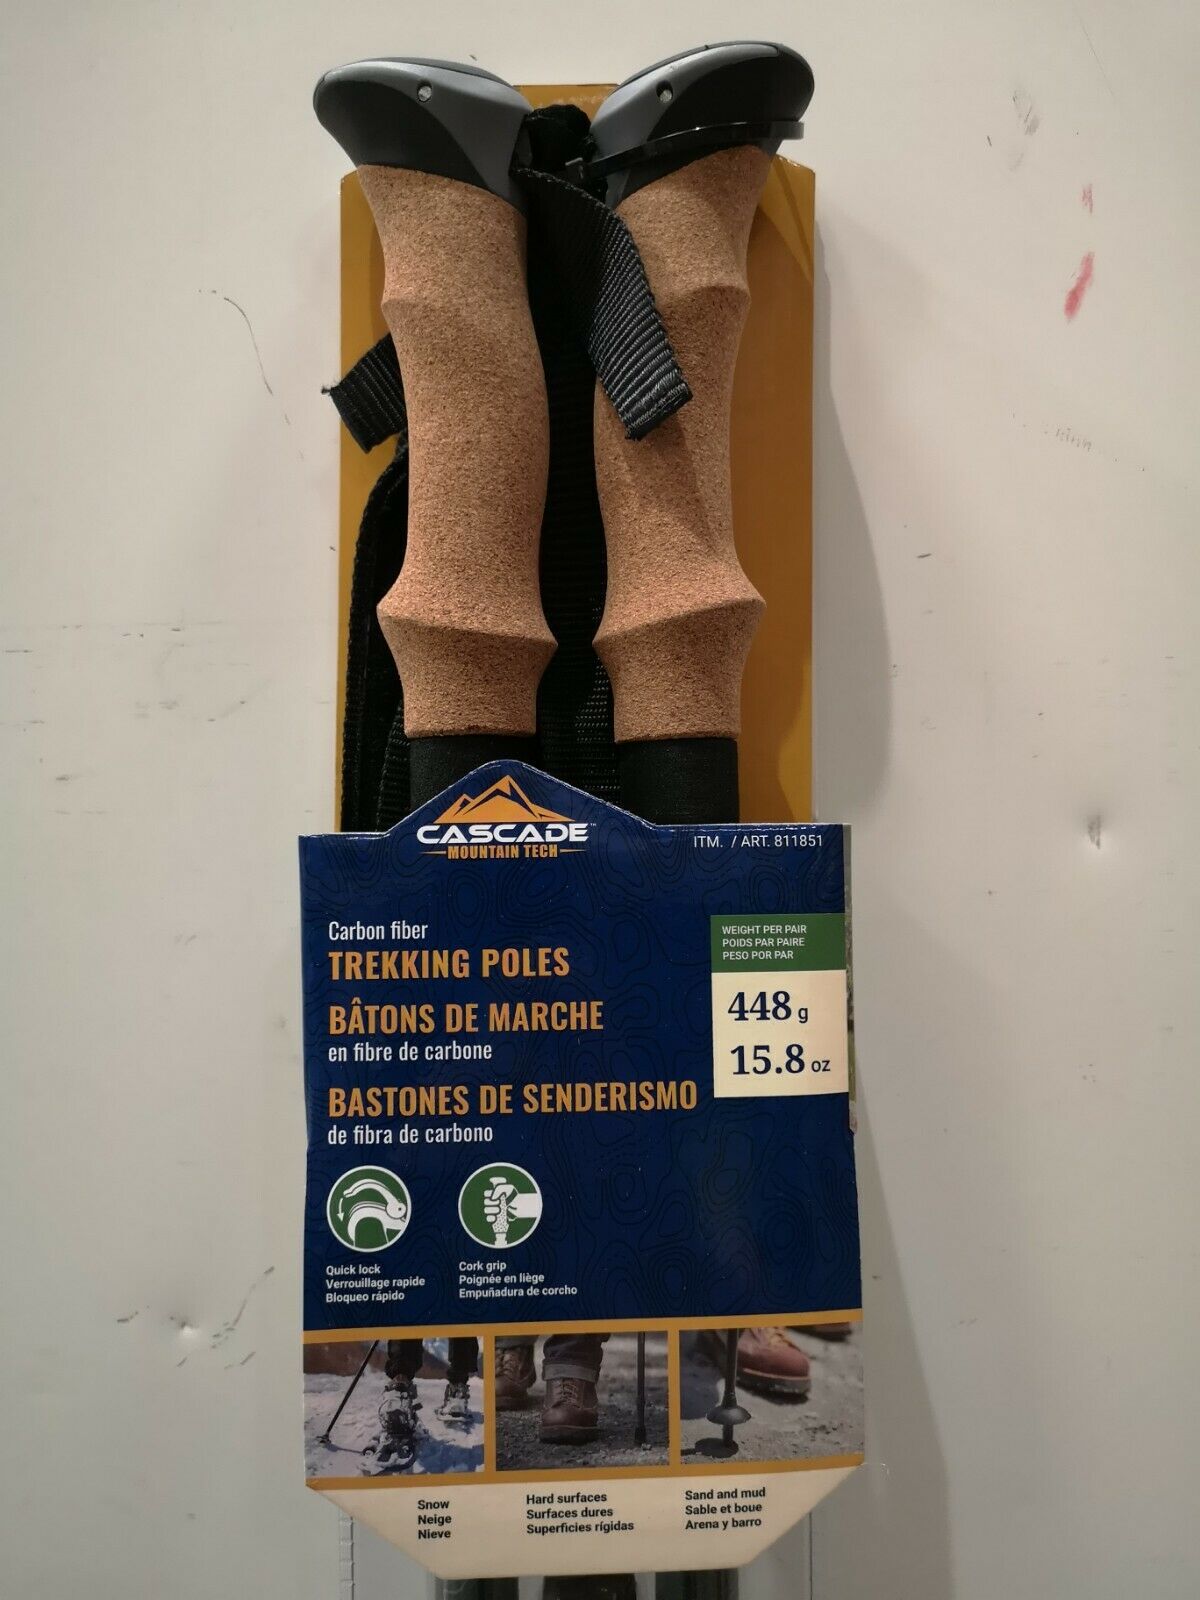 CASCADE™
MOUNTAIN TECH
ITM. / ART. 811851
Carbon fiber
TREKKING POLES
BÂTONS DE MARCHE
en fibre de carbone
BASTONES DE SENDERISMO
de fibra de carbono
WEIGHT PER PAIR
POIDS PAR PAIRE
PESO POR PAR
448 g
15.8 oz
Quick lock
Verrouillage rapide
Bloqueo rápido
Cork grip
Poignée en liège
Empuñadura de corcho
Snow
Neige
Nieve
Hard surfaces
Surfaces dures
Superficies rígidas
Sand and mud
Sable et boue
Arena y barro